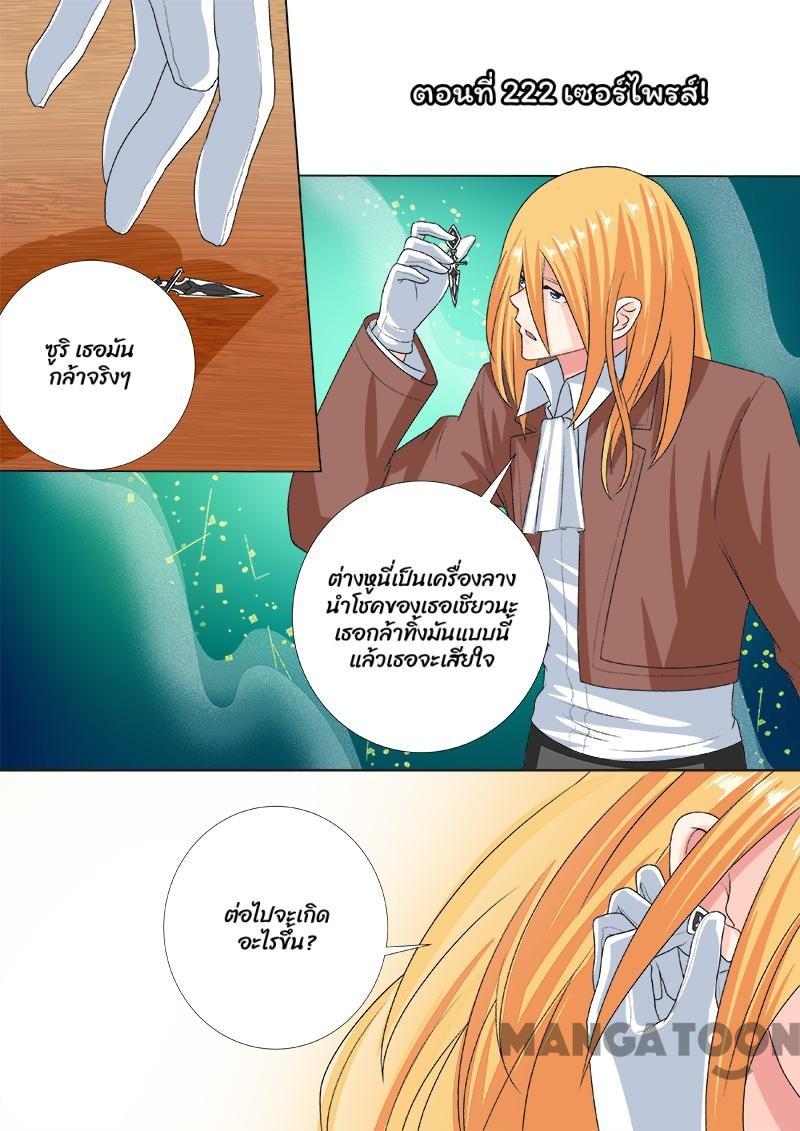 ตอนที่ 222 เซอร์ไพรส์!
ซูริ เธอมัน
กล้าจริงๆ
ต่างหูนี่เป็นเครื่องลาง
นำโชคของเธอเชียวนะ
เธอกล้าทิ้งมันแบบนี้
แล้วเธอจะเสียใจ
ต่อไปจะเกิด
อะไรขึ้น?
MANGATOON